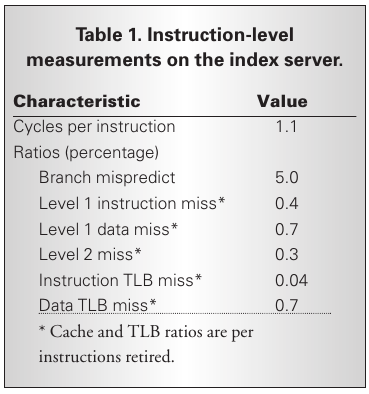 Table 1. Instruction-level
measurements on the index server.
Characteristic Value
Cycles per instruction 1.1
Ratios (percentage)
Branch mispredict 5.0
Level 1 instruction miss* 0.4
Level 1 data miss* 0.7
Level 2 miss* 0.3
Instruction TLB miss* 0.04
Data TLB miss* 0.7
* Cache and TLB ratios are per
instructions retired.